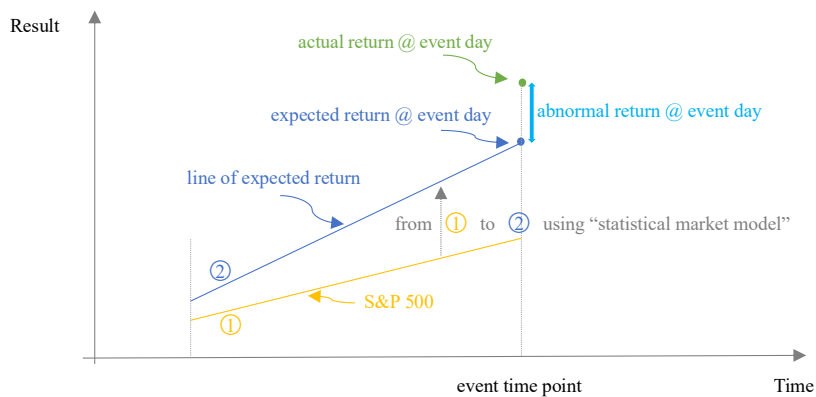 Result
actual return @ event day
expected return @ event day
abnormal return @ event day
line of expected return
from ① to ② using “statistical market model”
②
S&P 500
①
event time point
Time